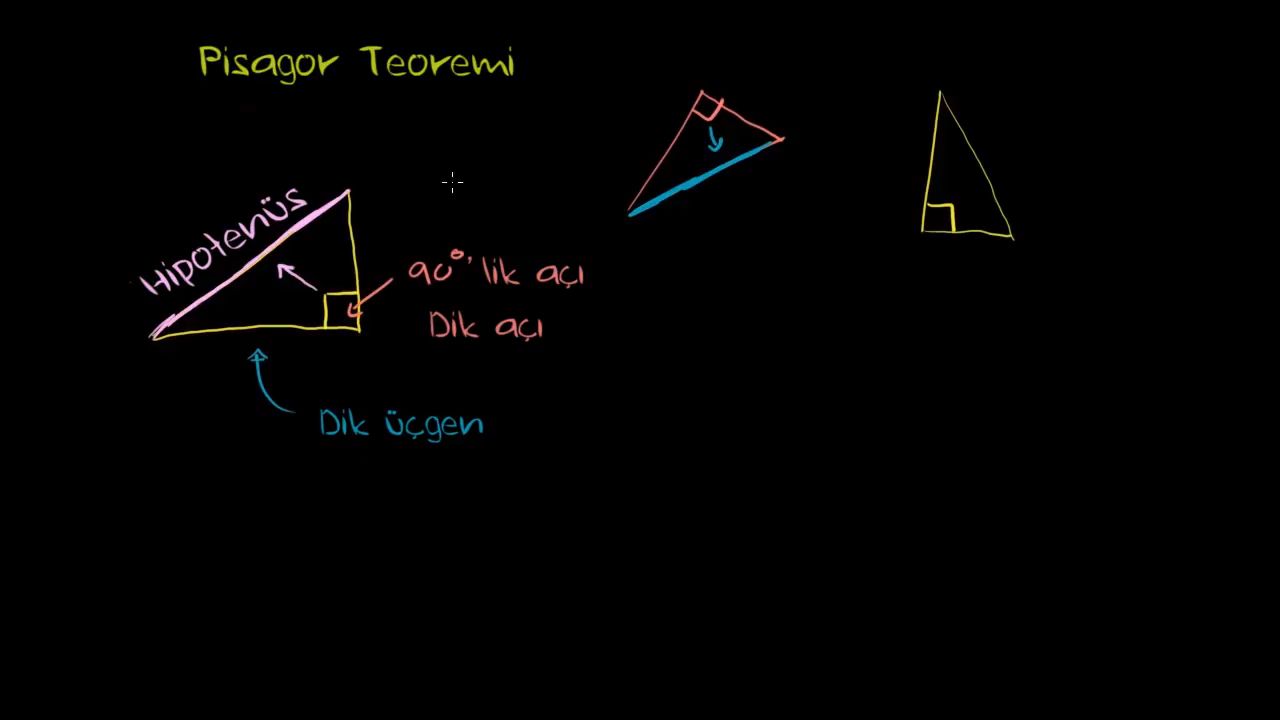 Pisagor Teoremi
Hipotenüs
90°'lik açı
Dik açı
Dik üçgen